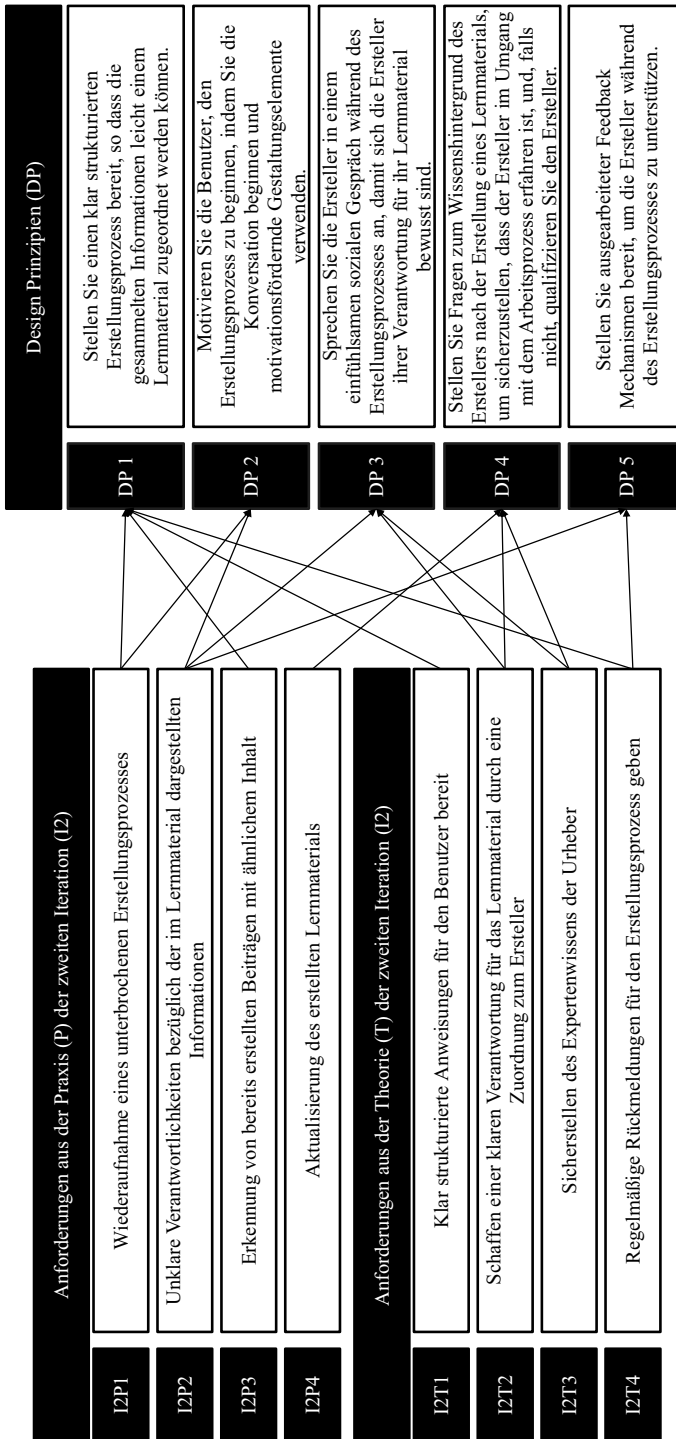 Anforderungen aus der Praxis (P) der zweiten Iteration (I2)
I2P1
Wiederaufnahme eines unterbrochenen Erstellungsprozesses
I2P2
Unklare Verantwortlichkeiten bezüglich der im Lernmaterial dargestellten
Informationen
I2P3
Erkennung von bereits erstellten Beiträgen mit ähnlichem Inhalt
I2P4
Aktualisierung des erstellten Lernmaterials
Anforderungen aus der Theorie (T) der zweiten Iteration (I2)
I2T1
Klar strukturierte Anweisungen für den Benutzer bereit
I2T2
Schaffen einer klaren Verantwortung für das Lernmaterial durch eine
Zuordnung zum Ersteller
I2T3
Sicherstellen des Expertenwissens der Urheber
I2T4
Regelmäßige Rückmeldungen für den Erstellungsprozess geben
Design Prinzipien (DP)
DP 1
Stellen Sie einen klar strukturierten
Erstellungsprozess bereit, so dass die
gesammelten Informationen leicht einem
Lernmaterial zugeordnet werden können.
DP 2
Motivieren Sie die Benutzer, den
Erstellungsprozess zu beginnen, indem Sie die
Konversation beginnen und
motivationsfördernde Gestaltungselemente
verwenden.
DP 3
Sprechen Sie die Ersteller in einem
einfühlsamen sozialen Gespräch während des
Erstellungsprozesses an, damit sich die Ersteller
ihrer Verantwortung für ihr Lernmaterial
bewusst sind.
DP 4
Stellen Sie Fragen zum Wissenshintergrund des
Erstellers nach der Erstellung eines Lernmaterials,
um sicherzustellen, dass der Ersteller im Umgang
mit dem Arbeitsprozess erfahren ist, und, falls
nicht, qualifizieren Sie den Ersteller.
DP 5
Stellen Sie ausgearbeiteter Feedback
Mechanismen bereit, um die Ersteller während
des Erstellungsprozesses zu unterstützen.